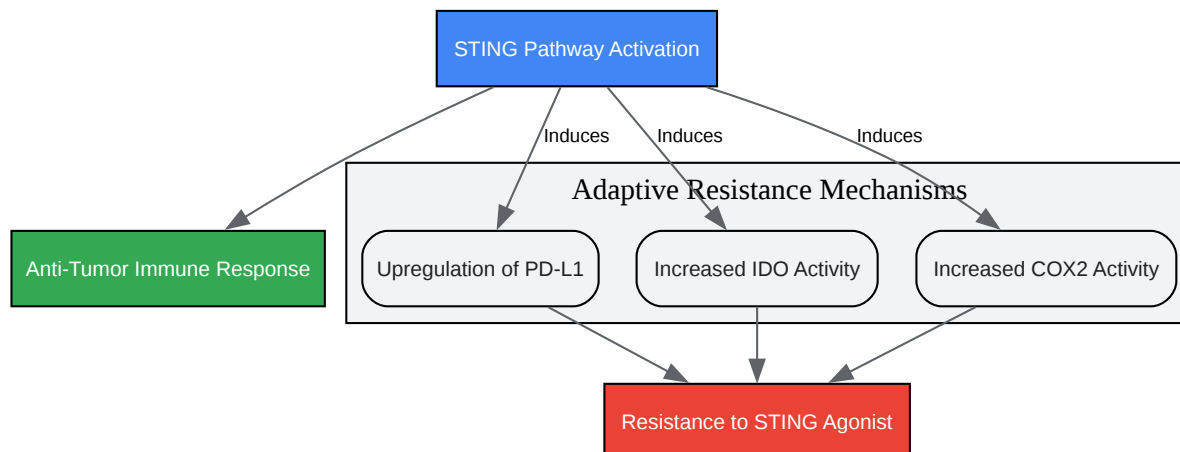 STING Pathway Activation
Induces
Induces
Induces
Adaptive Resistance Mechanisms
Anti-Tumor Immune Response
Upregulation of PD-L1
Increased IDO Activity
Increased COX2 Activity
Resistance to STING Agonist